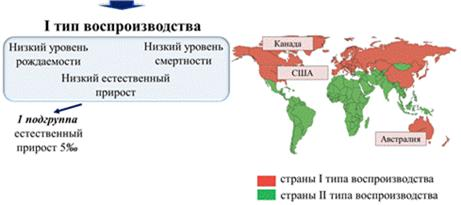 I тип воспроизводства
Низкий уровень рождаемости
Низкий уровень смертности
Низкий естественный прирост
1 подгруппа
естественный
прирост 5‰
Канада
США
Австралия
страны I типа воспроизводства
страны II типа воспроизводства